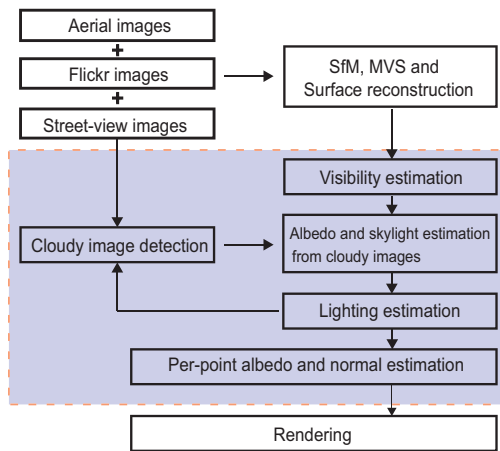 Aerial images
+
Flickr images
+
Street-view images
SfM, MVS and
Surface reconstruction
Visibility estimation
Cloudy image detection
Albedo and skylight estimation
from cloudy images
Lighting estimation
Per-point albedo and normal estimation
Rendering